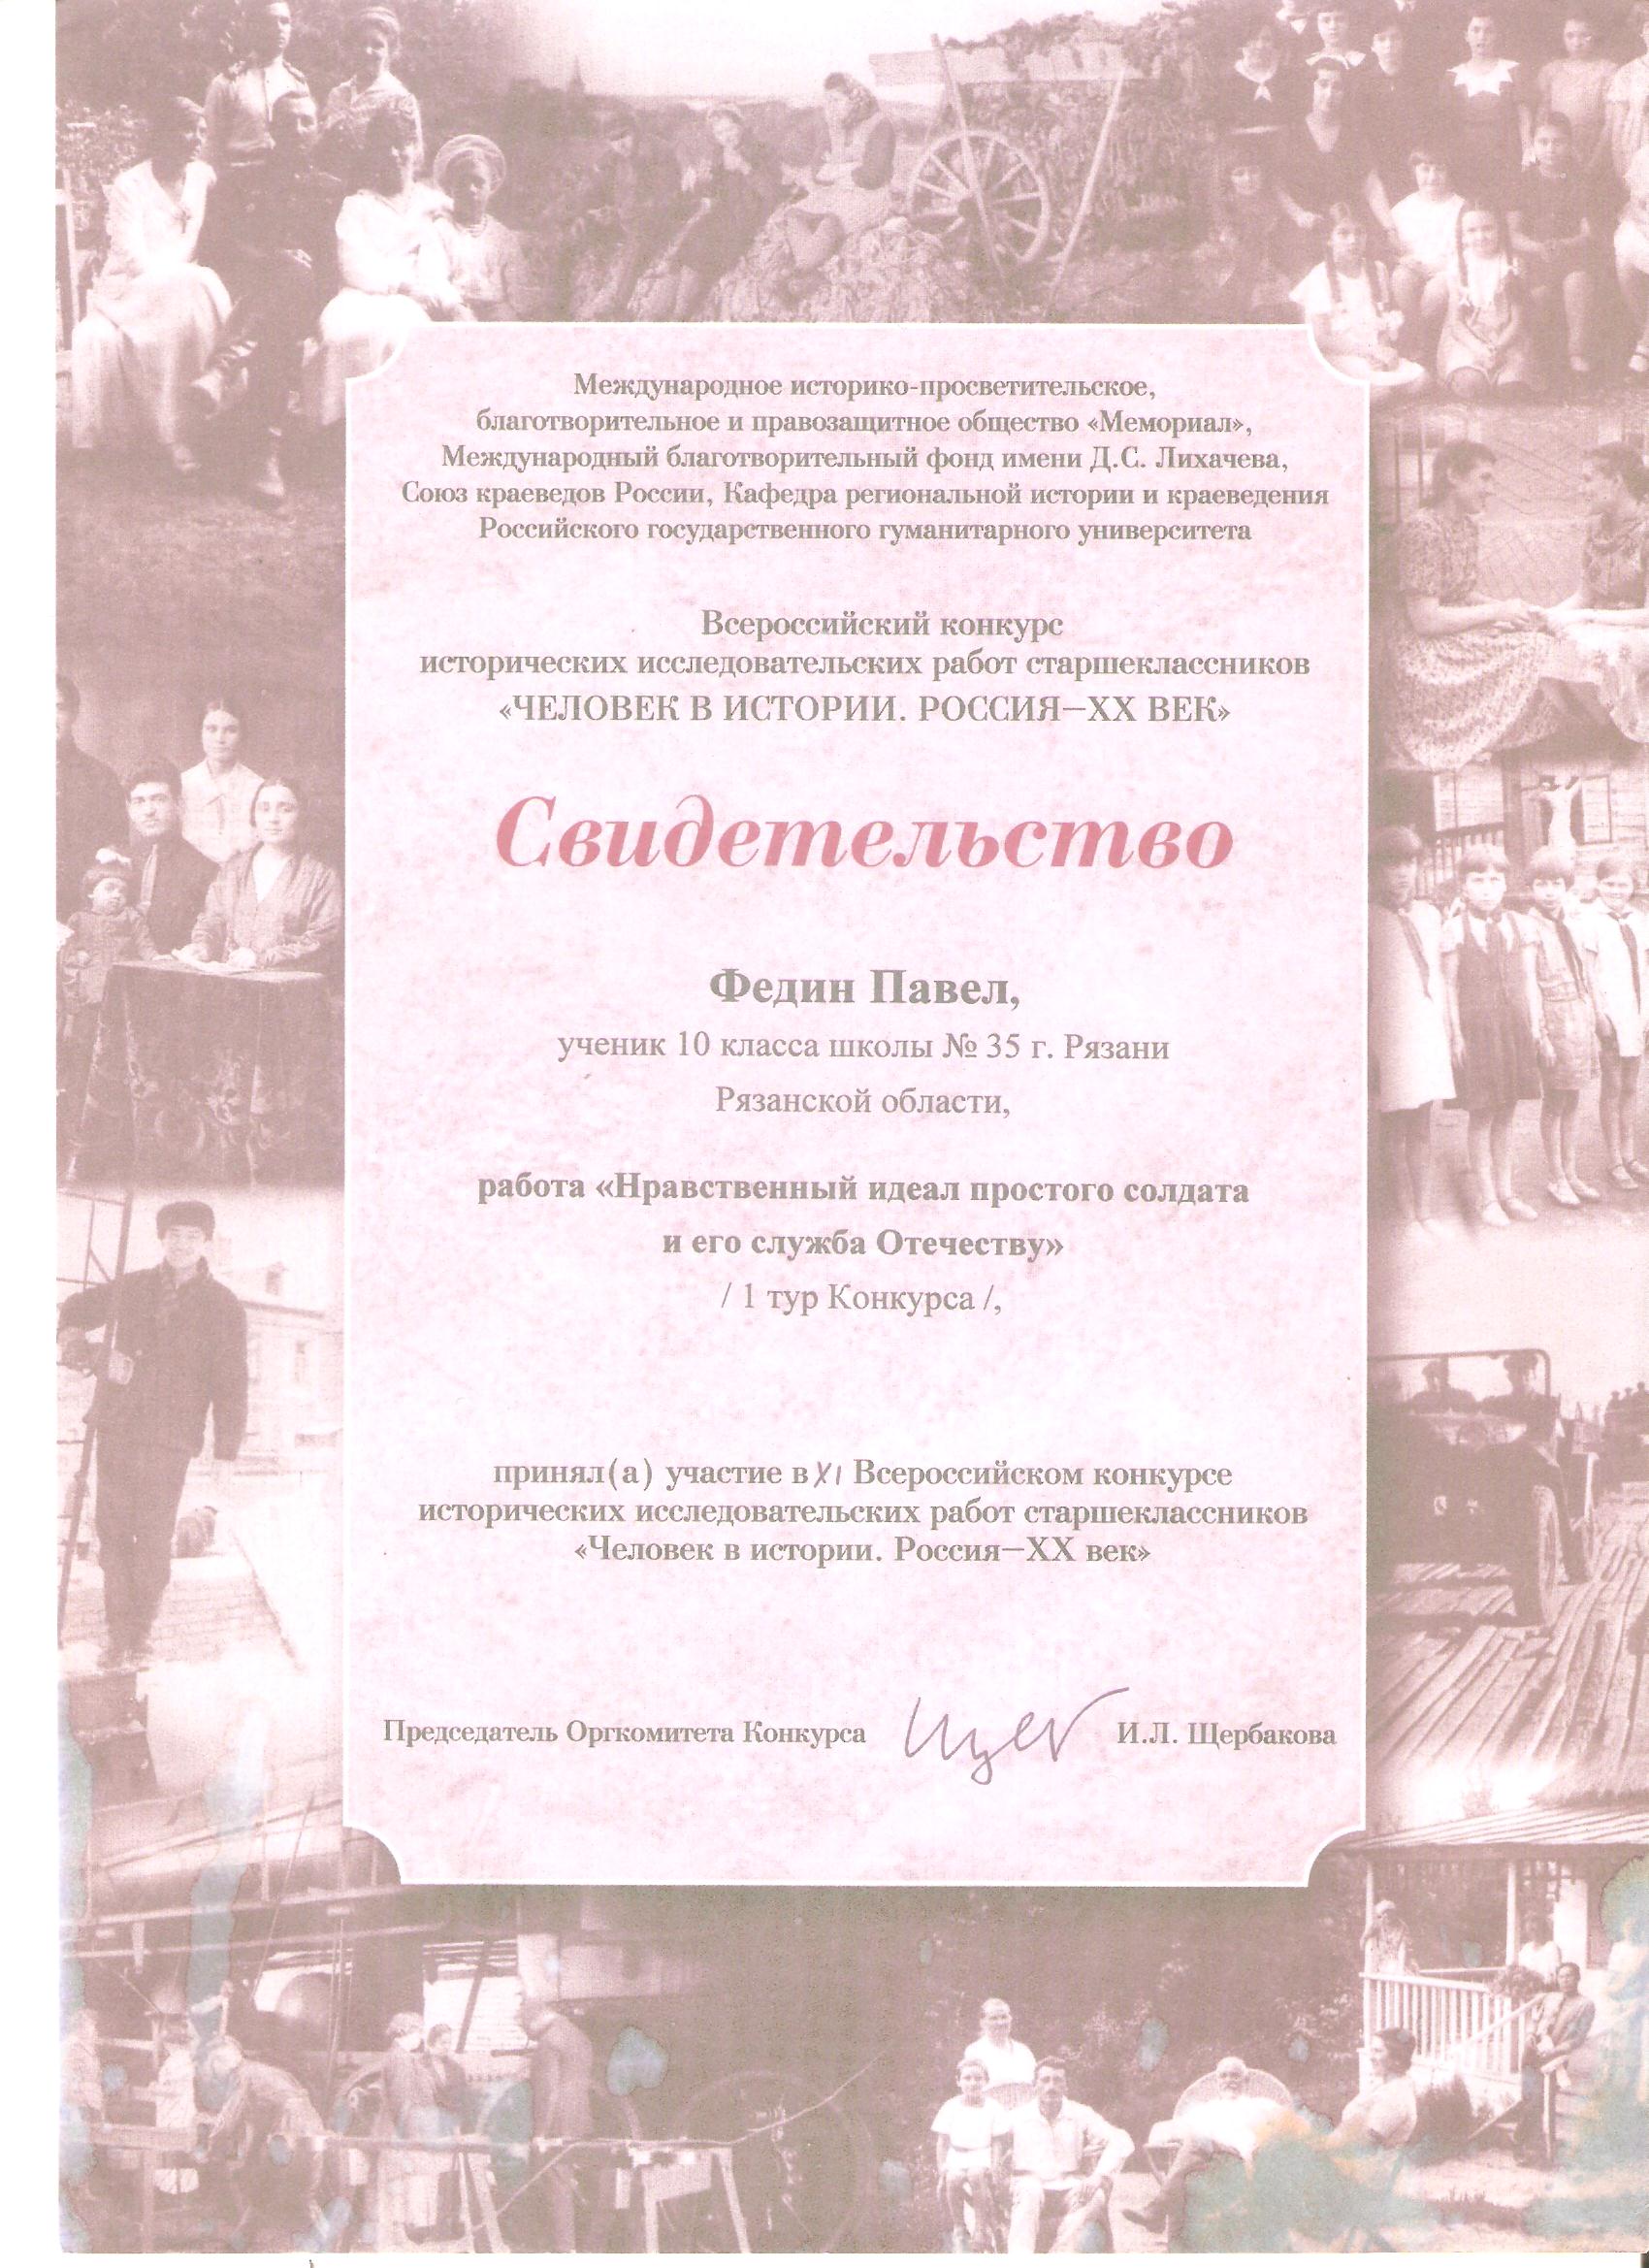 Международное историко-просветительское,
благотворительное и правозащитное общество «Мемориал»,
Международный благотворительный фонд имени Д.С. Лихачева,
Союз краеведов России, Кафедра региональной истории и краеведения
Российского государственного гуманитарного университета
Всероссийский конкурс
исторических исследовательских работ старшеклассников
«ЧЕЛОВЕК В ИСТОРИИ. РОССИЯ–XX ВЕК»
Свидетельство
Федин Павел,
ученик 10 класса школы № 35 г. Рязани
Рязанской области,
работа «Нравственный идеал простого солдата
и его служба Отечеству»
/ 1 тур Конкурса /,
принял(а) участие в XI Всероссийском конкурсе
исторических исследовательских работ старшеклассников
«Человек в истории. Россия–XX век»
Председатель Оргкомитета Конкурса И.Л. Щербакова